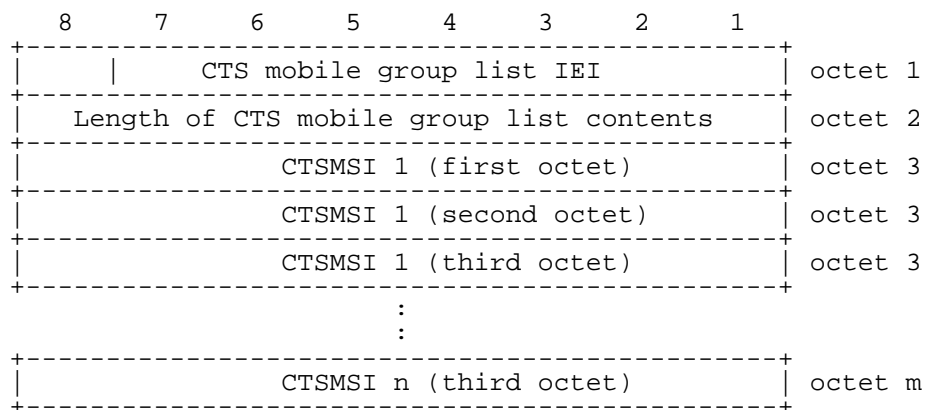 8 7 6 5 4 3 2 1
CTS mobile group list IEI octet 1
Length of CTS mobile group list contents octet 2
CTSMSI 1 (first octet) octet 3
CTSMSI 1 (second octet) octet 3
CTSMSI 1 (third octet) octet 3
:
:
CTSMSI n (third octet) octet m